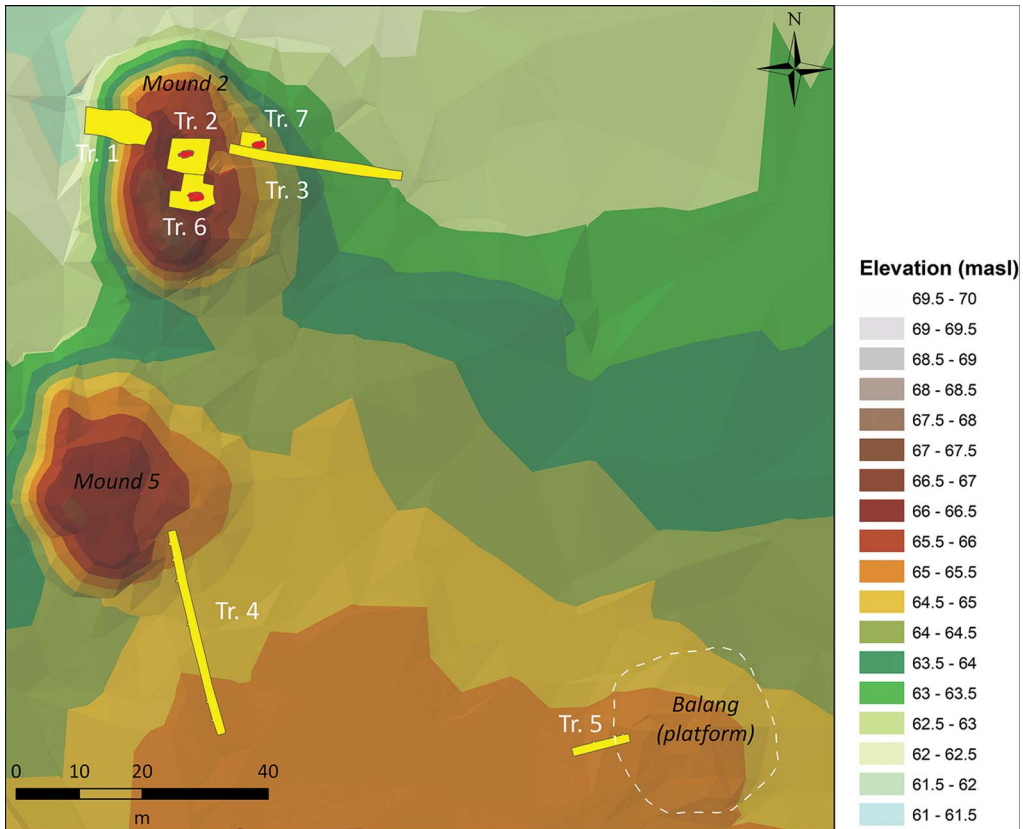 N
Mound 2
Tr. 2
Tr. 7
Tr. 1
Tr. 3
Tr. 6
Mound 5
Tr. 4
Tr. 5
Balang
(platform)
0 10 20 40
m
Elevation (masl)
69.5 - 70
69 - 69.5
68.5 - 69
68 - 68.5
67.5 - 68
67 - 67.5
66.5 - 67
66 - 66.5
65.5 - 66
65 - 65.5
64.5 - 65
64 - 64.5
63.5 - 64
63 - 63.5
62.5 - 63
62 - 62.5
61.5 - 62
61 - 61.5